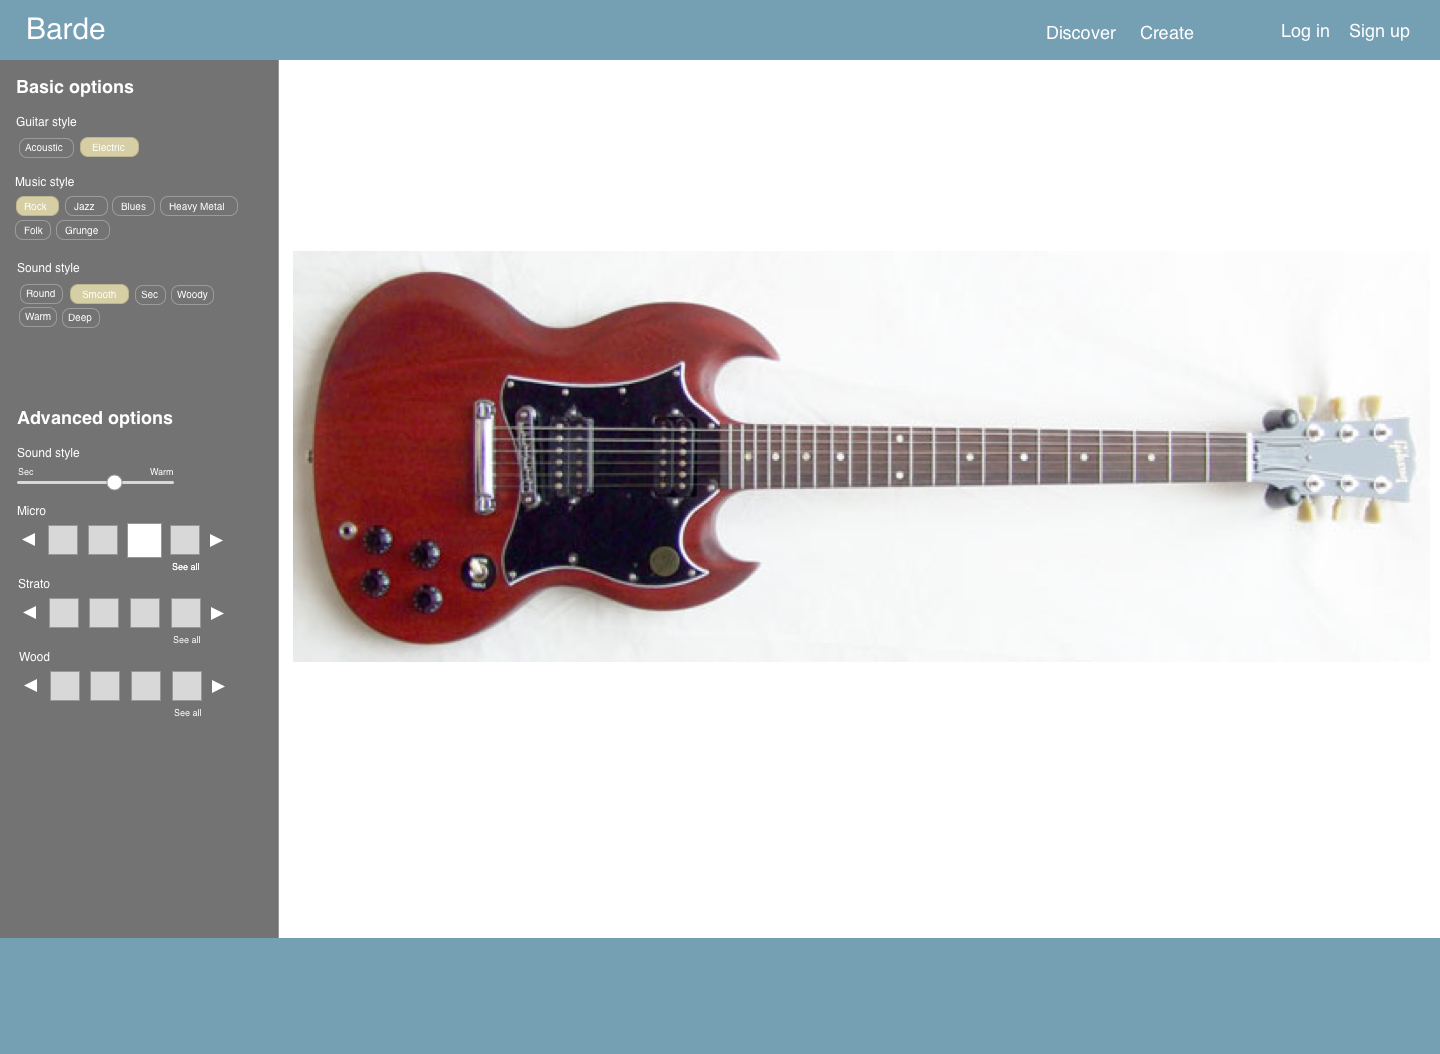 Barde
Discover Create Log in Sign up
Basic options
Guitar style
Acoustic Electric
Music style
Rock Jazz Blues Heavy Metal
Folk Grunge
Sound style
Round Smooth Sec Woody
Warm Deep
Advanced options
Sound style
Sec Warm
Micro
See all
Strato
See all
Wood
See all
Gibson